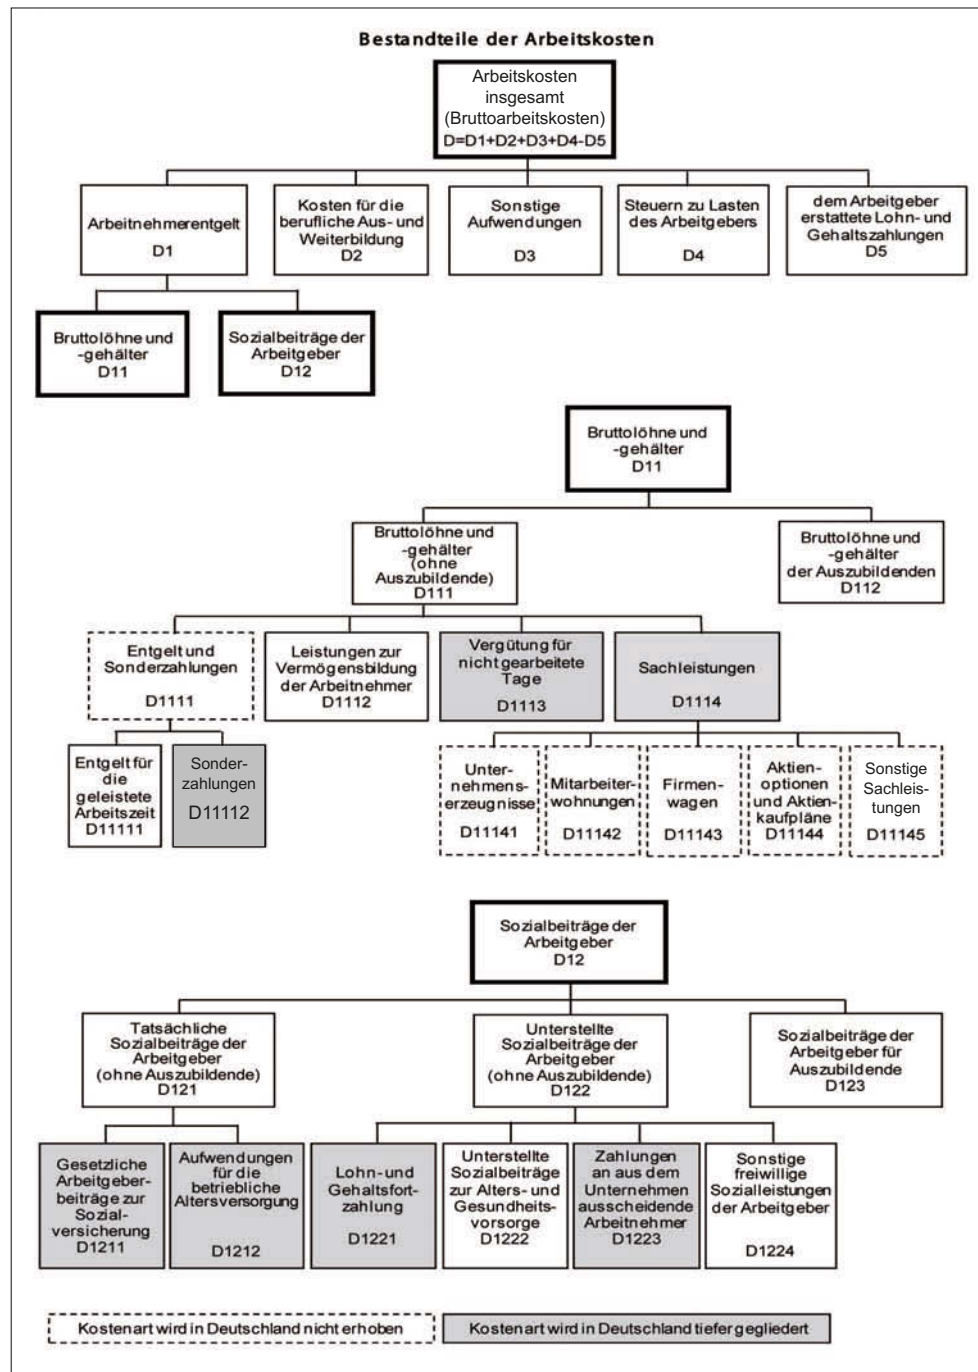 Bestandteile der Arbeitskosten
Arbeitskosten
insgesamt
(Bruttoarbeitskosten)
D=D1+D2+D3+D4-D5
Arbeitnehmerentgelt
D1
Kosten für die
berufliche Aus- und
Weiterbildung
D2
Sonstige
Aufwendungen
D3
Steuern zu Lasten
des Arbeitgebers
D4
dem Arbeitgeber
erstattete Lohn- und
Gehaltszahlungen
D5
Bruttolöhne und
-gehälter
D11
Sozialbeiträge der
Arbeitgeber
D12
Bruttolöhne und
-gehälter
D11
Bruttolöhne und
-gehälter
(ohne
Auszubildende)
D111
Bruttolöhne und
-gehälter
der Auszubildenden
D112
Entgelt und
Sonderzahlungen
D1111
Leistungen zur
Vermögensbildung
der Arbeitnehmer
D1112
Vergütung für
nicht gearbeitete
Tage
D1113
Sachleistungen
D1114
Entgelt für
die
geleistete
Arbeitszeit
D11111
Sonder-
zahlungen
D11112
Unter-
nehmens-
erzeugnisse
D11141
Mitarbeiter-
wohnungen
D11142
Firmen-
wagen
D11143
Aktien-
optionen
und Aktien-
kaufpläne
D11144
Sonstige
Sachleis-
tungen
D11145
Sozialbeiträge der
Arbeitgeber
D12
Tatsächliche
Sozialbeiträge der
Arbeitgeber
(ohne Auszubildende)
D121
Unterstellte
Sozialbeiträge der
Arbeitgeber
(ohne Auszubildende)
D122
Sozialbeiträge der
Arbeitgeber für
Auszubildende
D123
Gesetzliche
Arbeitgeber-
beiträge zur
Sozial-
versicherung
D1211
Aufwendungen
für die
betriebliche
Altersversorgung
D1212
Lohn- und
Gehaltsfort-
zahlung
D1221
Unterstellte
Sozialbeiträge
zur Alters- und
Gesundheits-
vorsorge
D1222
Zahlungen
an aus dem
Unternehmen
ausscheidende
Arbeitnehmer
D1223
Sonstige
freiwillige
Sozialleistungen
der Arbeitgeber
D1224
Kostenart wird in Deutschland nicht erhoben
Kostenart wird in Deutschland tiefer gegliedert